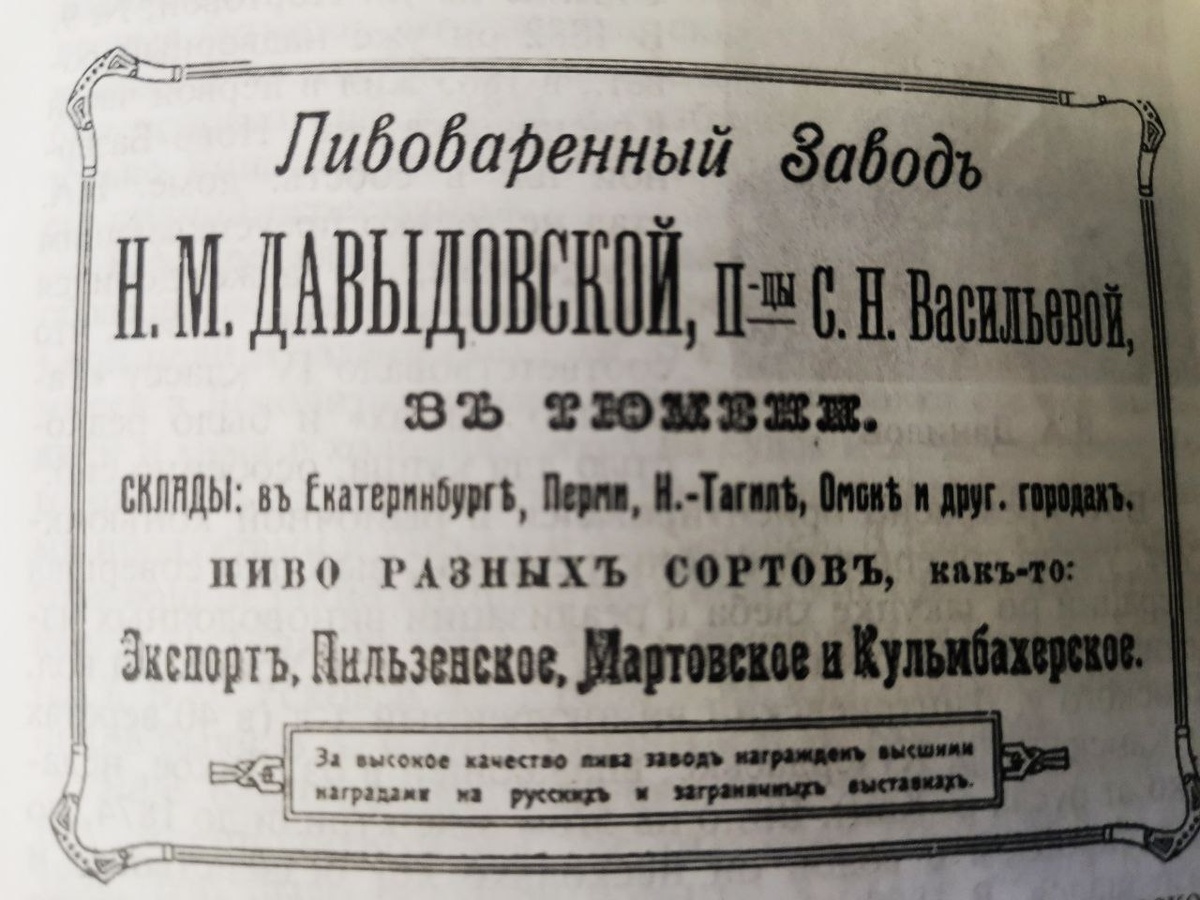 Пивоваренный Заводъ
Н. М. ДАВЫДОВСКОЙ, П-цы С. Н. Васильевой,
ВЪ ТЮМЕНИ.
СКЛАДЫ: въ Екатеринбургѣ, Перми, Н.-Тагилѣ, Омскѣ и друг. городахъ.
ПИВО РАЗНЫХЪ СОРТОВЪ, какъ-то:
Экспортъ, Пильзенское, Мартовское и Кульмбахерское.
За высокое качество пива заводъ награжденъ высшими
наградами на русскихъ и заграничныхъ выставкахъ.